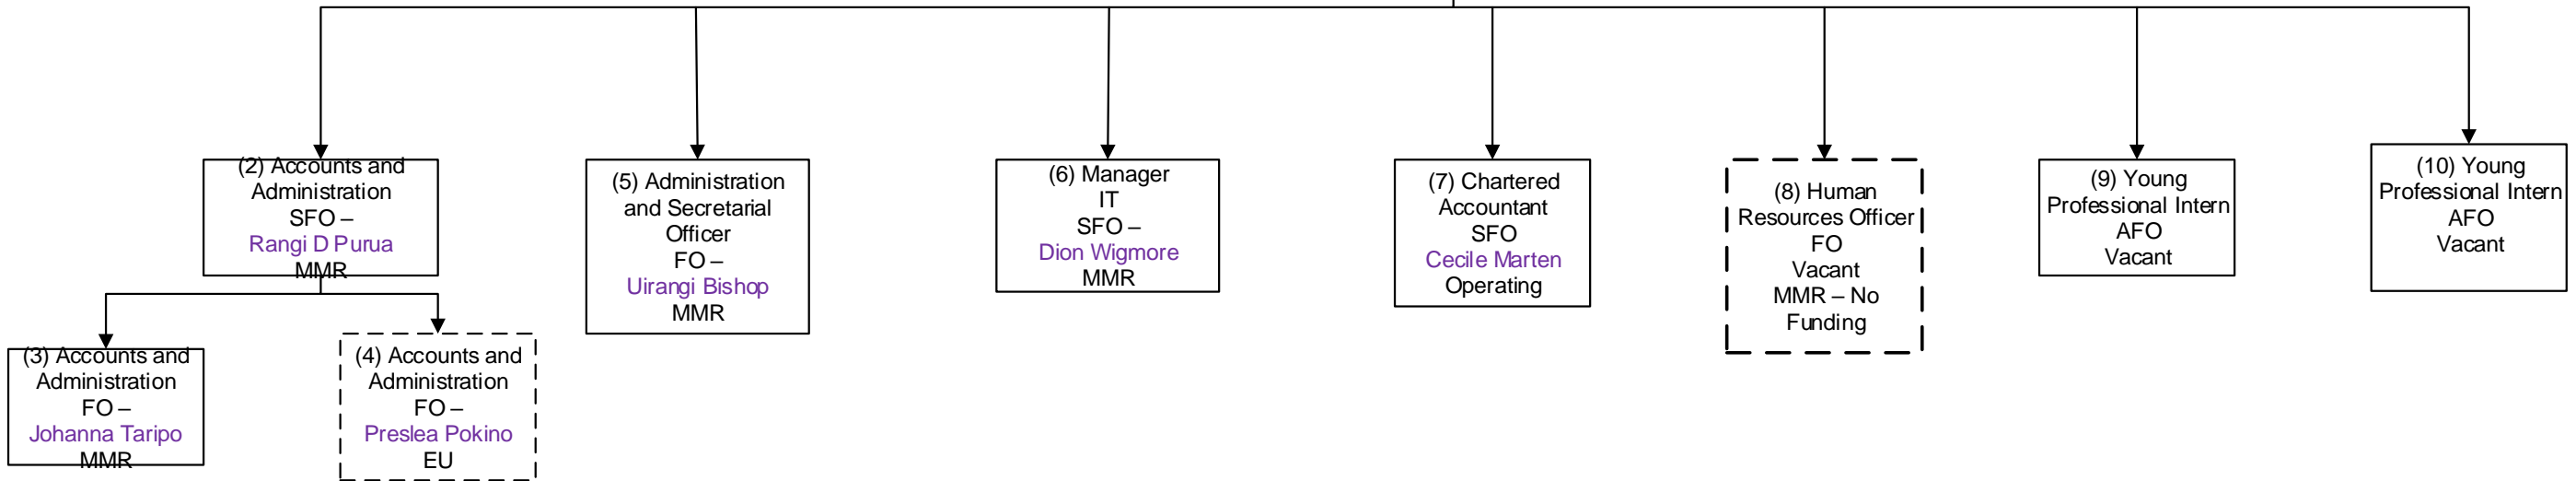 (2) Accounts and
Administration
SFO –
Rangi D Purua
MMR
(5) Administration
and Secretarial
Officer
FO –
Uirangi Bishop
MMR
(6) Manager
IT
SFO –
Dion Wigmore
MMR
(7) Chartered
Accountant
SFO
Cecile Marten
Operating
(8) Human
Resources Officer
FO
Vacant
MMR – No
Funding
(9) Young
Professional Intern
AFO
Vacant
(10) Young
Professional Intern
AFO
Vacant
(3) Accounts and
Administration
FO –
Johanna Taripo
MMR
(4) Accounts and
Administration
FO –
Preslea Pokino
EU